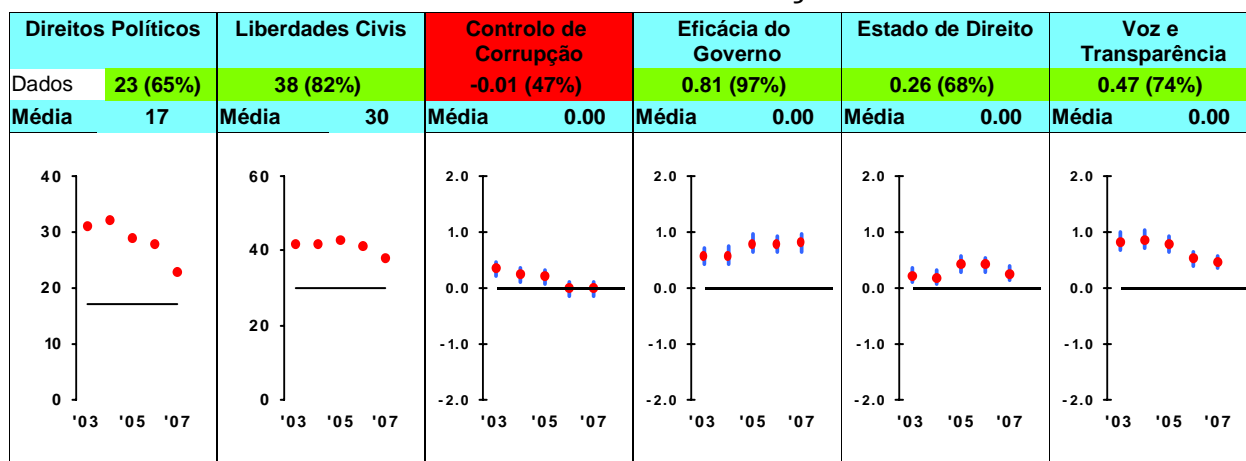 Direitos Políticos
Liberdades Civis
Controlo de
Corrupção
Eficácia do
Governo
Estado de Direito
Voz e
Transparência
Dados 23 (65%)
38 (82%)
-0.01 (47%)
0.81 (97%)
0.26 (68%)
0.47 (74%)
Média 17
Média 30
Média 0.00
Média 0.00
Média 0.00
Média 0.00
40
30
20
10
0
'03 '05 '07
60
40
20
0
'03 '05 '07
2.0
1.0
0.0
-1.0
-2.0
'03 '05 '07
2.0
1.0
0.0
-1.0
-2.0
'03 '05 '07
2.0
1.0
0.0
-1.0
-2.0
'03 '05 '07
2.0
1.0
0.0
-1.0
-2.0
'03 '05 '07